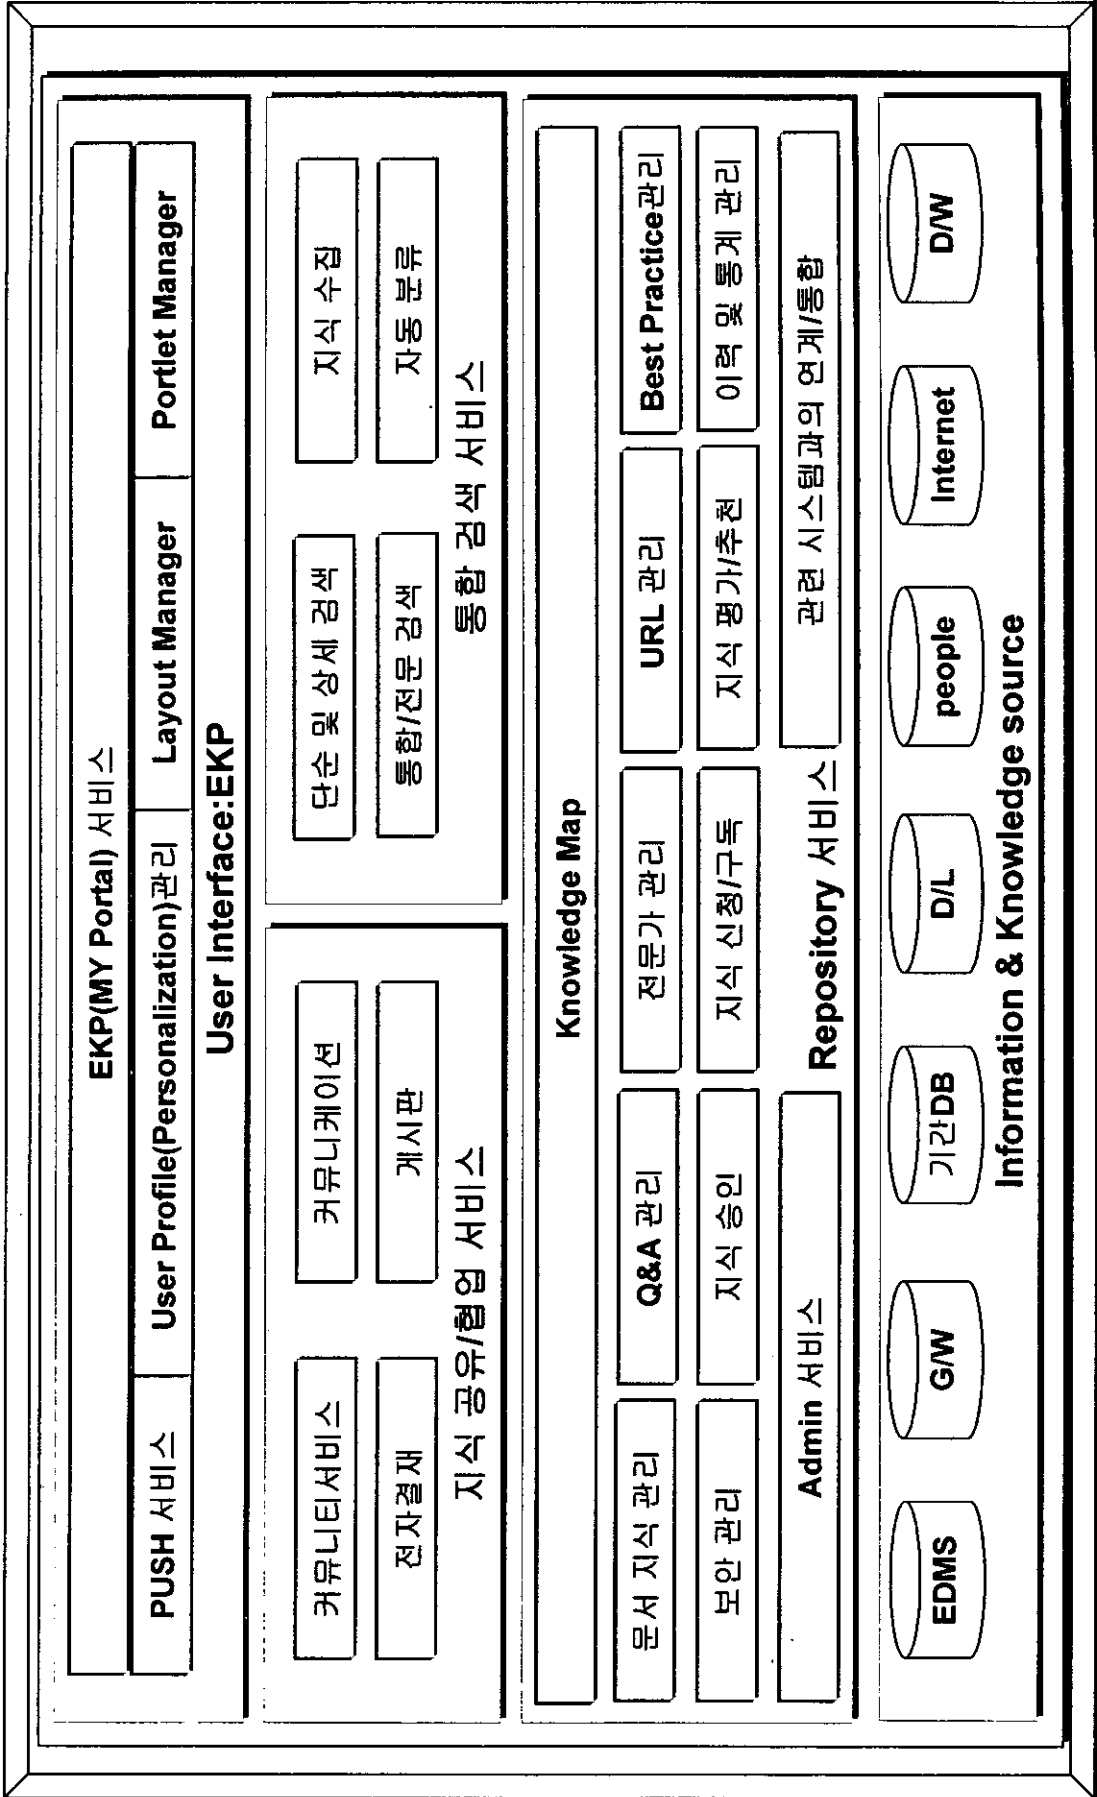 EKP(MY Portal) 서비스
PUSH 서비스
User Profile(Personalization)관리
Layout Manager
Portlet Manager
User Interface:EKP
커뮤니티서비스
커뮤니케이션
전자결재
게시판
지식 공유/협업 서비스
단순 및 상세 검색
지식 수집
통합/전문 검색
자동 분류
통합 검색 서비스
Knowledge Map
문서 지식 관리
Q&A 관리
전문가 관리
URL 관리
Best Practice관리
보안 관리
지식 승인
지식 신청/구독
지식 평가/추천
이력 및 통계 관리
Admin 서비스
Repository 서비스
관련 시스템과의 연계/통합
EDMS
G/W
기간DB
D/L
people
Internet
D/W
Information & Knowledge source